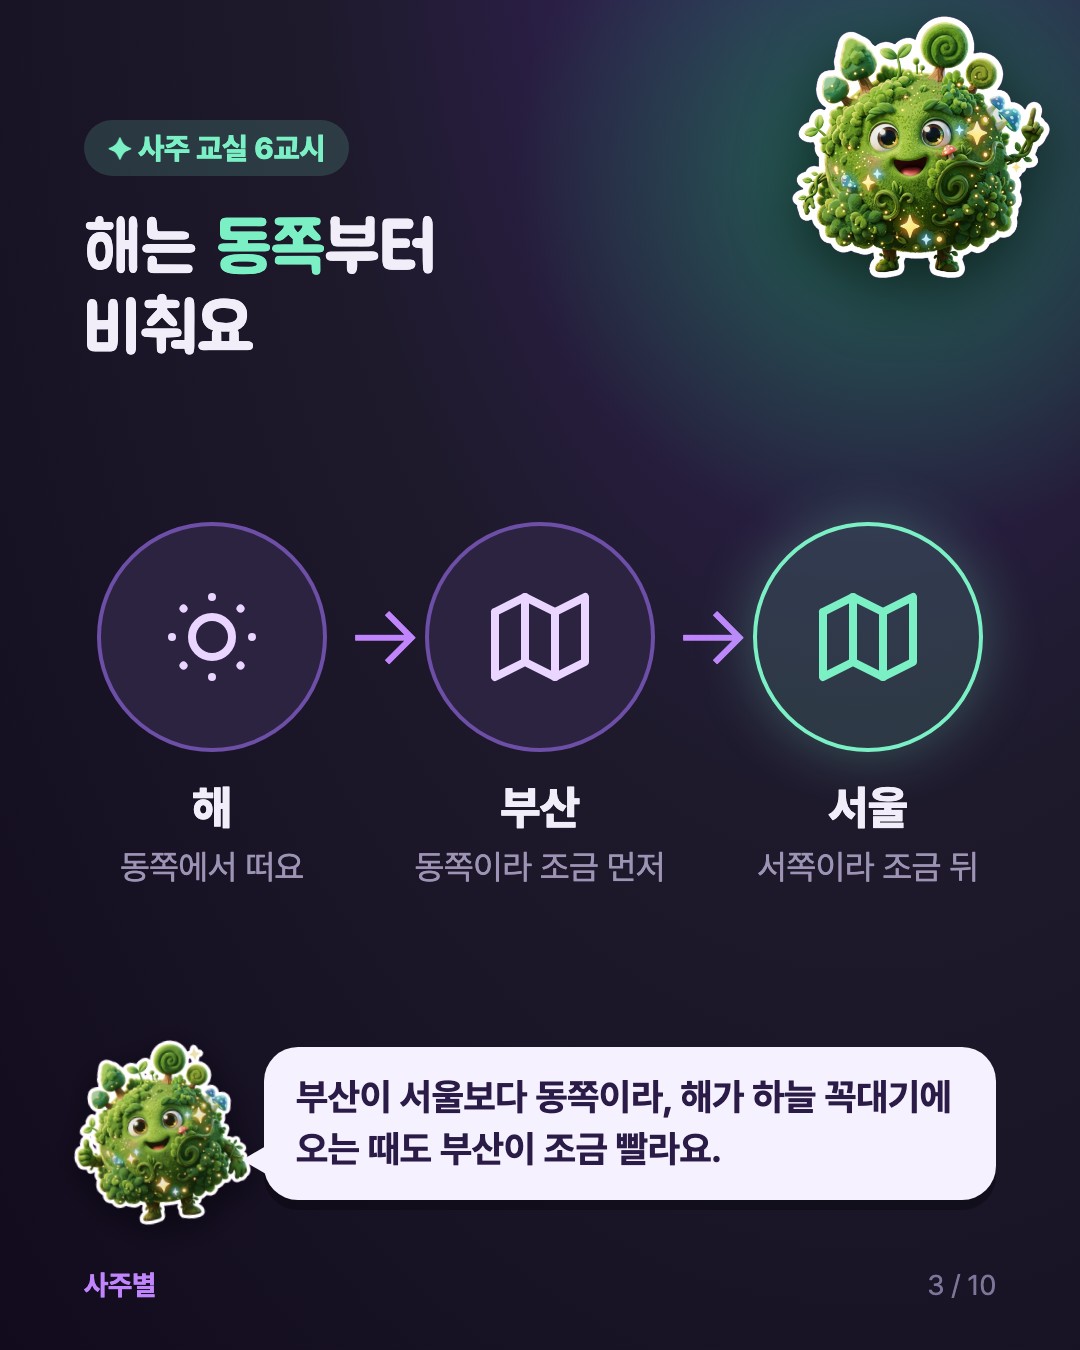 ✦ 사주 교실 6교시
해는 동쪽부터
비춰요
해
동쪽에서 떠요
부산
동쪽이라 조금 먼저
서울
서쪽이라 조금 뒤
부산이 서울보다 동쪽이라, 해가 하늘 꼭대기에
오는 때도 부산이 조금 빨라요.
사주별
3 / 10